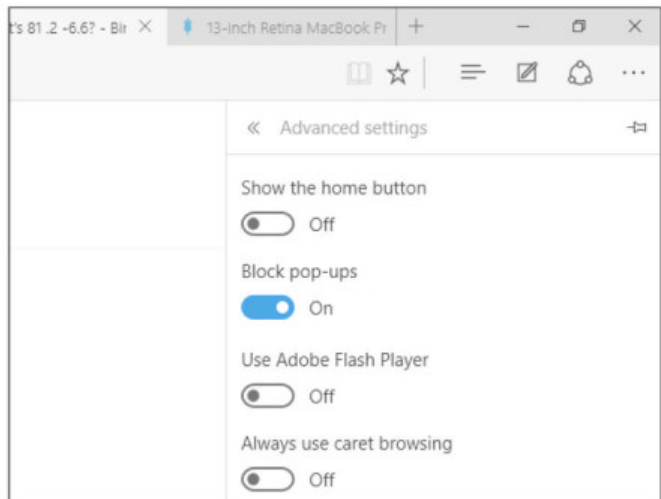 t's 81 .2 -6.6? - Bir
13-inch Retina MacBook Pr
Advanced settings
Show the home button
Off
Block pop-ups
On
Use Adobe Flash Player
Off
Always use caret browsing
Off